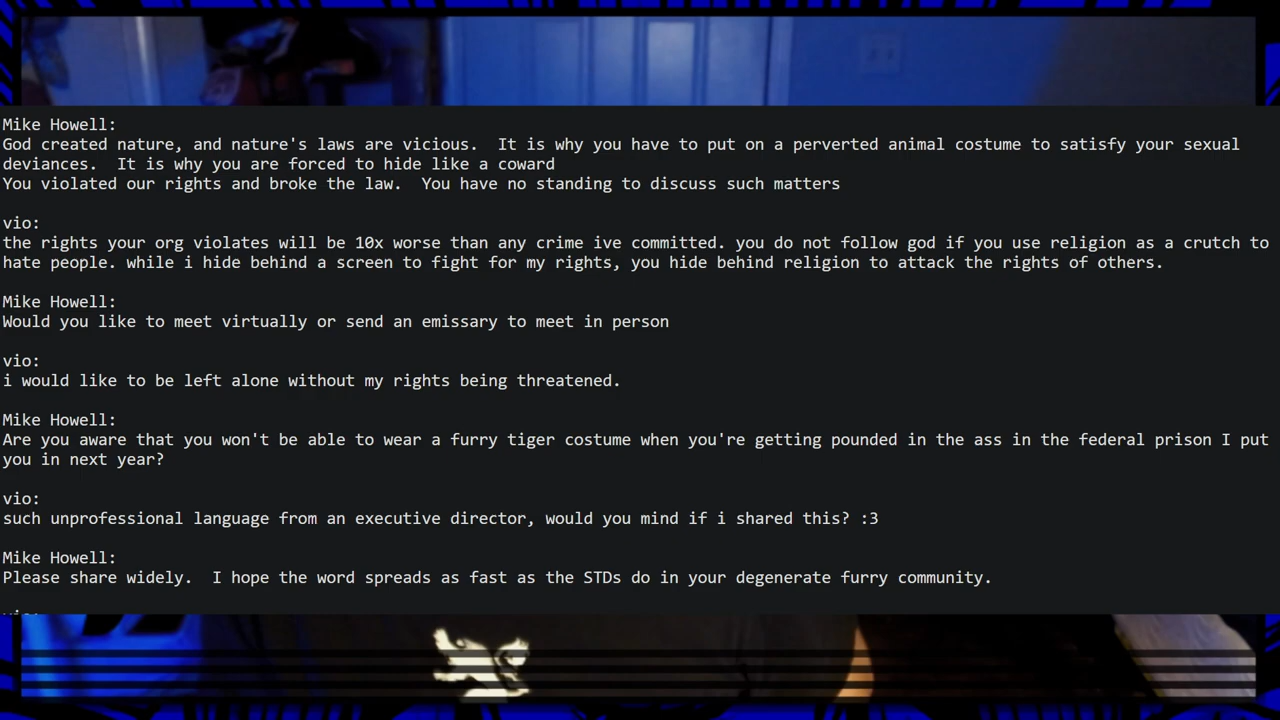 Mike Howell:
God created nature, and nature's laws are vicious.  It is why you have to put on a perverted animal costume to satisfy your sexual
deviances.  It is why you are forced to hide like a coward
You violated our rights and broke the law.  You have no standing to discuss such matters
vio:
the rights your org violates will be 10x worse than any crime ive committed. you do not follow god if you use religion as a crutch to
hate people. while i hide behind a screen to fight for my rights, you hide behind religion to attack the rights of others.
Mike Howell:
Would you like to meet virtually or send an emissary to meet in person
vio:
i would like to be left alone without my rights being threatened.
Mike Howell:
Are you aware that you won't be able to wear a furry tiger costume when you're getting pounded in the ass in the federal prison I put
you in next year?
vio:
such unprofessional language from an executive director, would you mind if i shared this? :3
Mike Howell:
Please share widely.  I hope the word spreads as fast as the STDs do in your degenerate furry community.